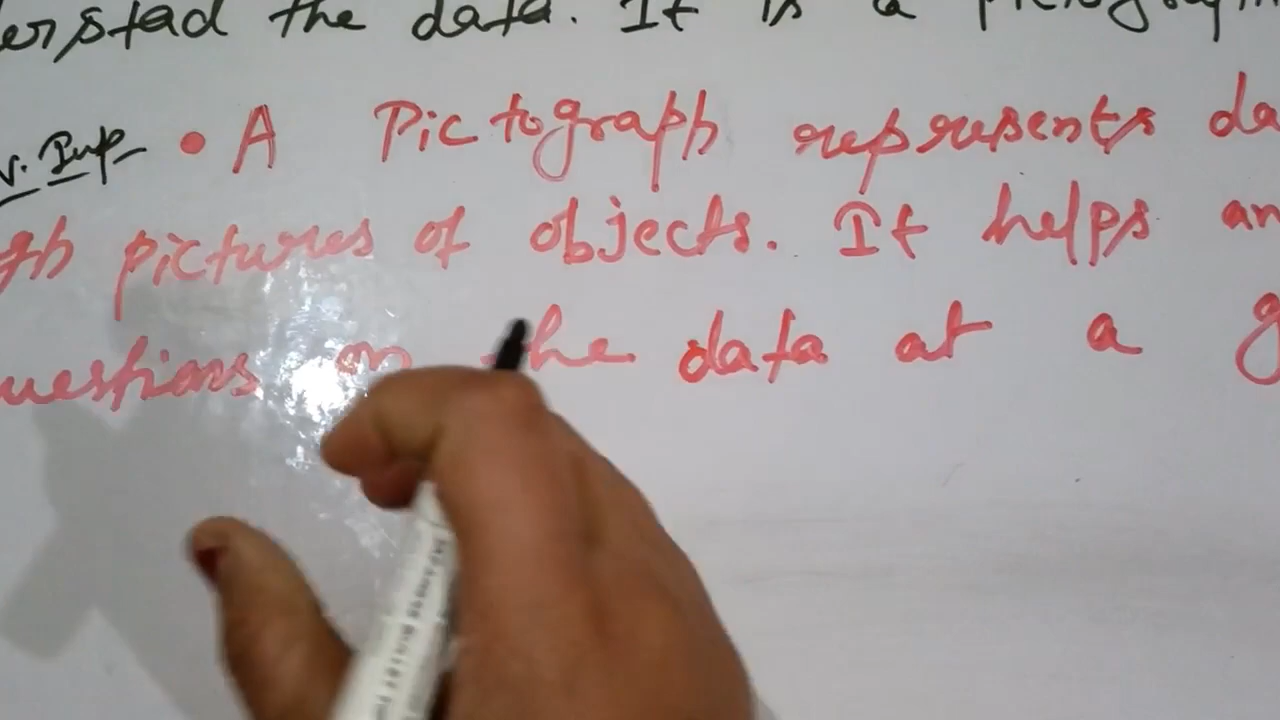 erstad the data. It is a pictograph
v. Imp • A Pictograph represents da
gh pictures of objects. It helps an
uestions on the data at a g